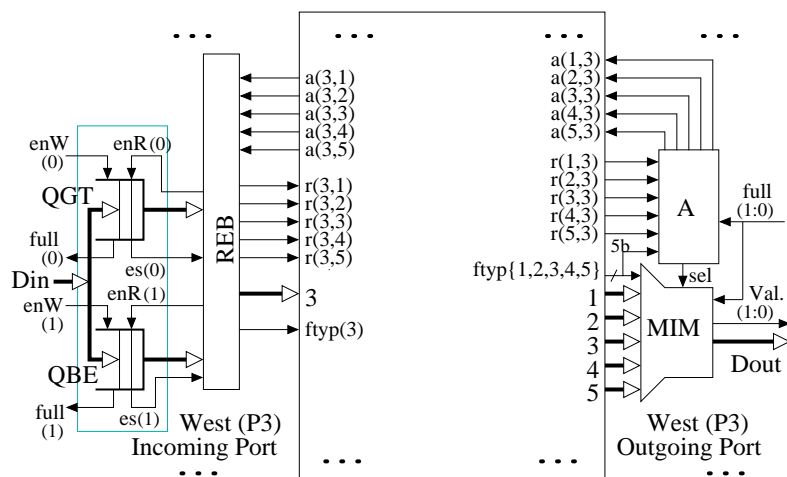 • • •
• • •
• • •
enW
(0)
enR(0)
QGT
full
(0)
es(0)
Din
enW
(1)
enR(1)
QBE
full
(1)
es(1)
REB
a(3,1)
a(3,2)
a(3,3)
a(3,4)
a(3,5)
r(3,1)
r(3,2)
r(3,3)
r(3,4)
r(3,5)
3
ftyp(3)
West (P3)
Incoming Port
• • •
• • •
• • •
a(1,3)
a(2,3)
a(3,3)
a(4,3)
a(5,3)
r(1,3)
r(2,3)
r(3,3)
r(4,3)
r(5,3)
5b
ftyp{1,2,3,4,5}
1
2
3
4
5
A
full
(1:0)
sel
MIM
Val.
(1:0)
Dout
West (P3)
Outgoing Port
• • •
• • •
• • •